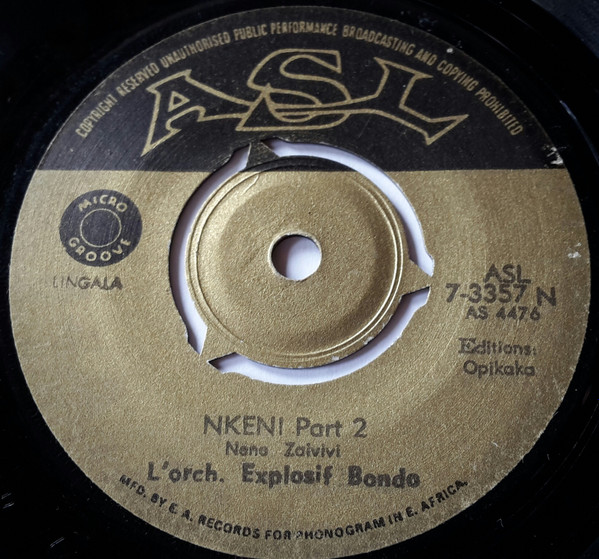 COPYRIGHT RESERVED UNAUTHORISED PUBLIC PERFORMANCE BROADCASTING AND COPYING PROHIBITED
ASL
MICRO
GROOVE
LINGALA
ASL
7-3357 N
AS 4476
Editions:
Opikaka
NKENI Part 2
Neno Zaivivi
L'orch. Explosif Bondo
MFD. BY E. A. RECORDS FOR PHONOGRAM IN E. AFRICA.